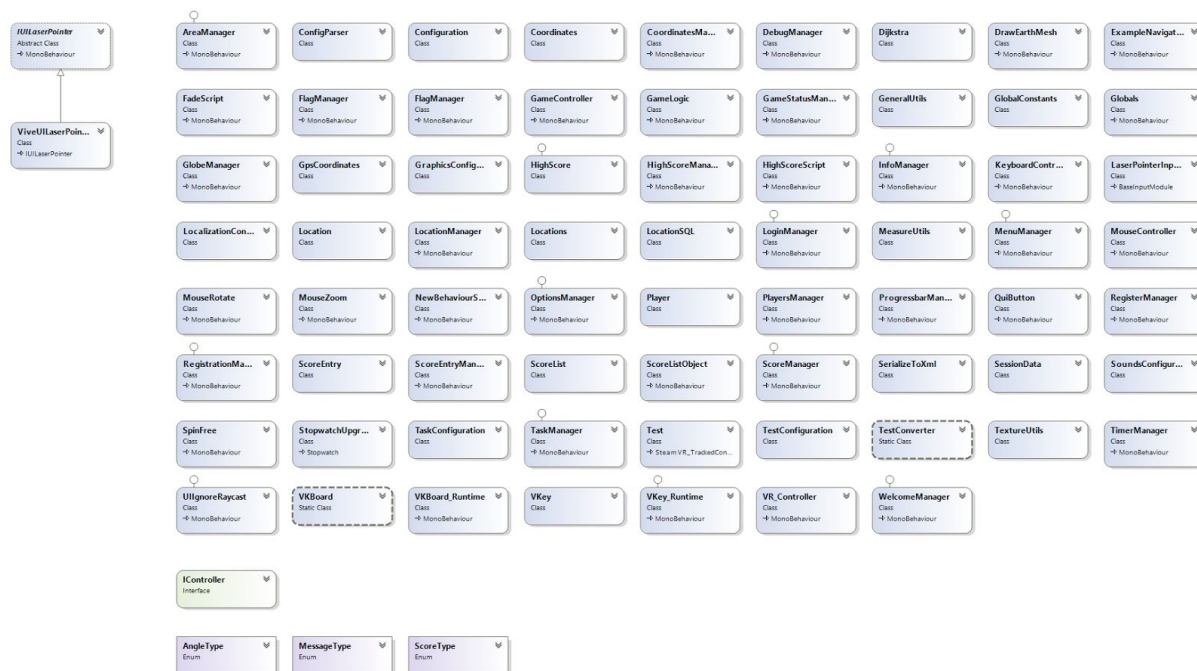 IUILaserPointer
Abstract Class
MonoBehaviour
ViveUILaserPoin...
Class
IUILaserPointer
AreaManager
Class
MonoBehaviour
ConfigParser
Class
Configuration
Class
Coordinates
Class
CoordinatesMa...
Class
MonoBehaviour
DebugManager
Class
MonoBehaviour
Dijkstra
Class
DrawEarthMesh
Class
MonoBehaviour
ExampleNavigat...
Class
MonoBehaviour
FadeScript
Class
MonoBehaviour
FlagManager
Class
MonoBehaviour
FlagManager
Class
MonoBehaviour
GameController
Class
MonoBehaviour
GameLogic
Class
MonoBehaviour
GameStatusMan...
Class
MonoBehaviour
GeneralUtils
Class
GlobalConstants
Class
Globals
Class
MonoBehaviour
GlobeManager
Class
MonoBehaviour
GpsCoordinates
Class
GraphicsConfig...
Class
HighScore
Class
HighScoreMana...
Class
MonoBehaviour
HighScoreScript
Class
MonoBehaviour
InfoManager
Class
MonoBehaviour
KeyboardContr...
Class
MonoBehaviour
LaserPointerInp...
Class
BaseInputModule
LocalizationCon...
Class
Location
Class
LocationManager
Class
MonoBehaviour
Locations
Class
LocationSQL
Class
LoginManager
Class
MonoBehaviour
MeasureUtils
Class
MenuManager
Class
MonoBehaviour
MouseController
Class
MonoBehaviour
MouseRotate
Class
MonoBehaviour
MouseZoom
Class
MonoBehaviour
NewBehaviourS...
Class
MonoBehaviour
OptionsManager
Class
MonoBehaviour
Player
Class
PlayersManager
Class
MonoBehaviour
ProgressbarMan...
Class
MonoBehaviour
QuiButton
Class
MonoBehaviour
RegisterManager
Class
MonoBehaviour
RegistrationMa...
Class
MonoBehaviour
ScoreEntry
Class
ScoreEntryMan...
Class
MonoBehaviour
ScoreList
Class
ScoreListObject
Class
MonoBehaviour
ScoreManager
Class
MonoBehaviour
SerializeToXml
Class
SessionData
Class
SoundsConfigur...
Class
SpinFree
Class
MonoBehaviour
StopwatchUpgr...
Class
Stopwatch
TaskConfiguration
Class
TaskManager
Class
MonoBehaviour
Test
Class
SteamVR_TrackedCon...
TestConfiguration
Class
TestConverter
Static Class
TextureUtils
Class
TimerManager
Class
MonoBehaviour
UIIgnoreRaycast
Class
MonoBehaviour
VKBoard
Static Class
VKBoard_Runtime
Class
MonoBehaviour
VKey
Class
VKey_Runtime
Class
MonoBehaviour
VR_Controller
Class
MonoBehaviour
WelcomeManager
Class
MonoBehaviour
IController
Interface
AngleType
Enum
MessageType
Enum
ScoreType
Enum